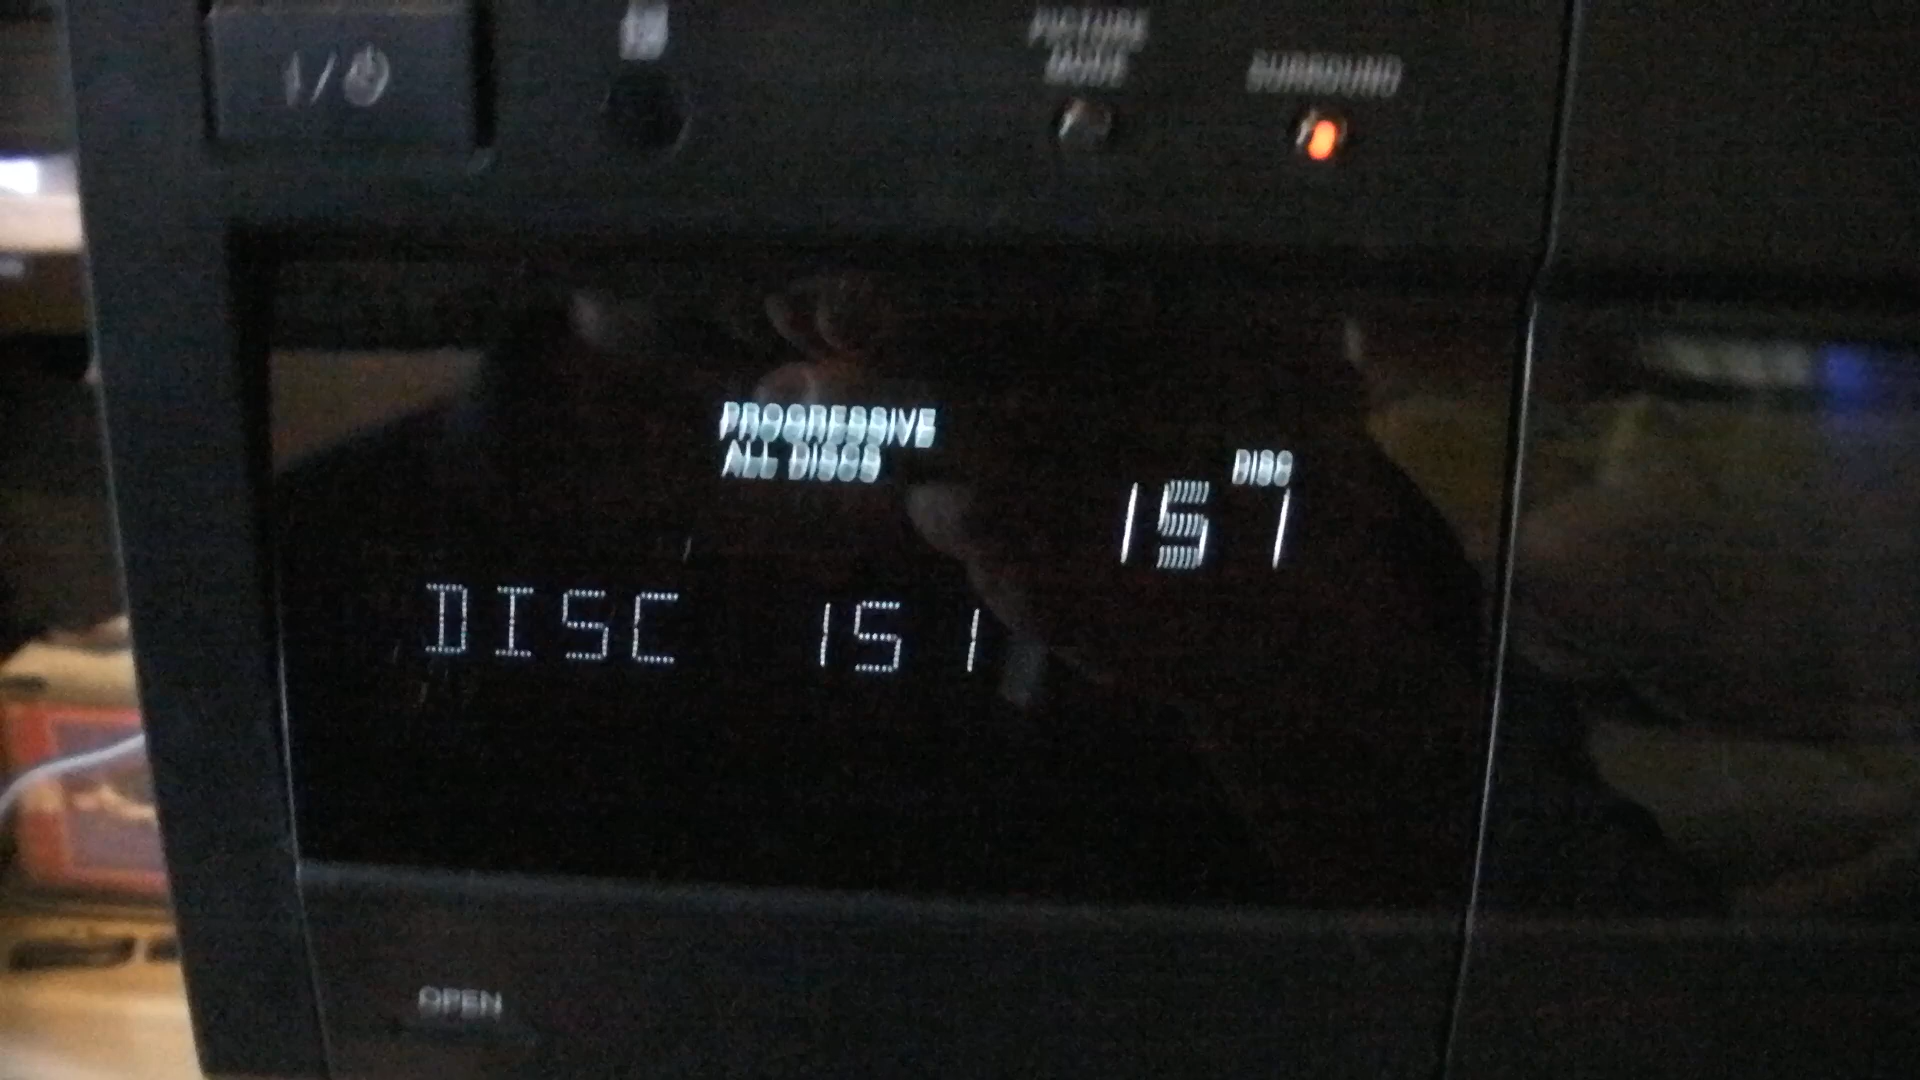 I/⏻
PICTURE
MODE
SURROUND
PROGRESSIVE
ALL DISCS
DISC
151
DISC 151
OPEN